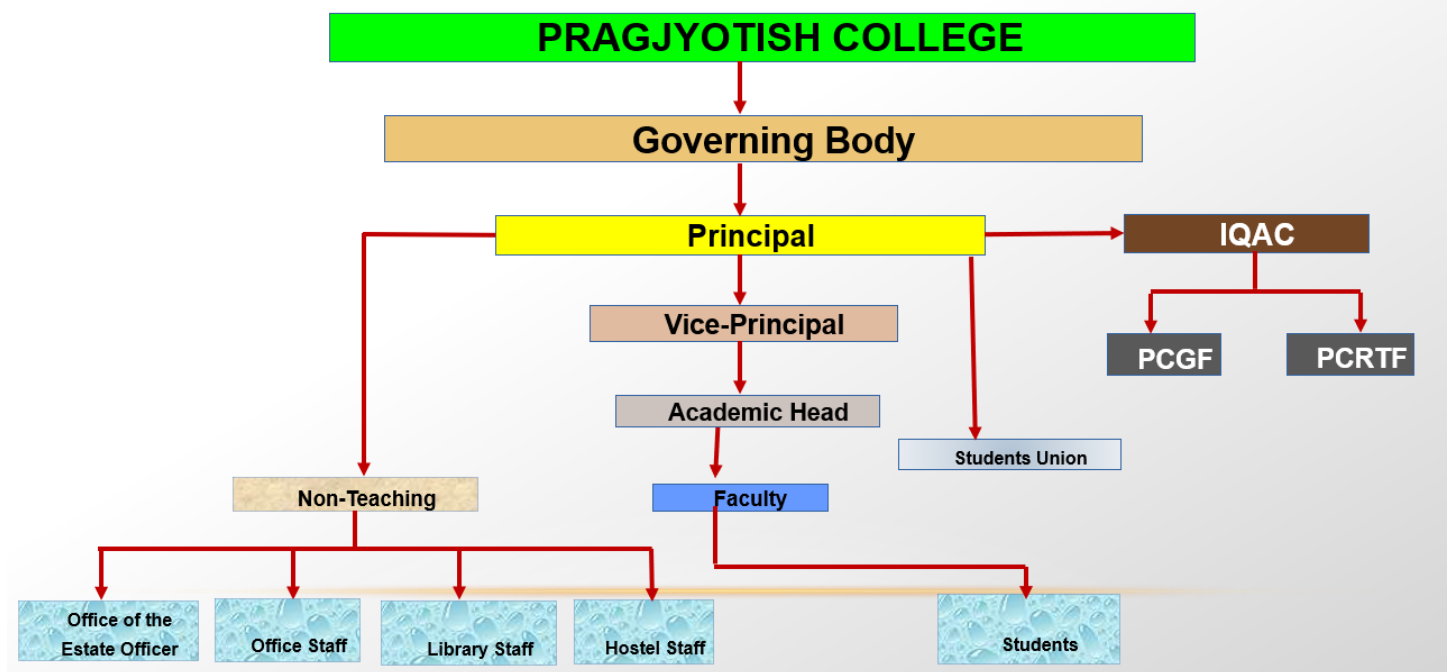 PRAGJYOTISH COLLEGE
Governing Body
Principal
IQAC
Vice-Principal
PCGF
PCRTF
Academic Head
Students Union
Non-Teaching
Faculty
Office of the
Estate Officer
Office Staff
Library Staff
Hostel Staff
Students